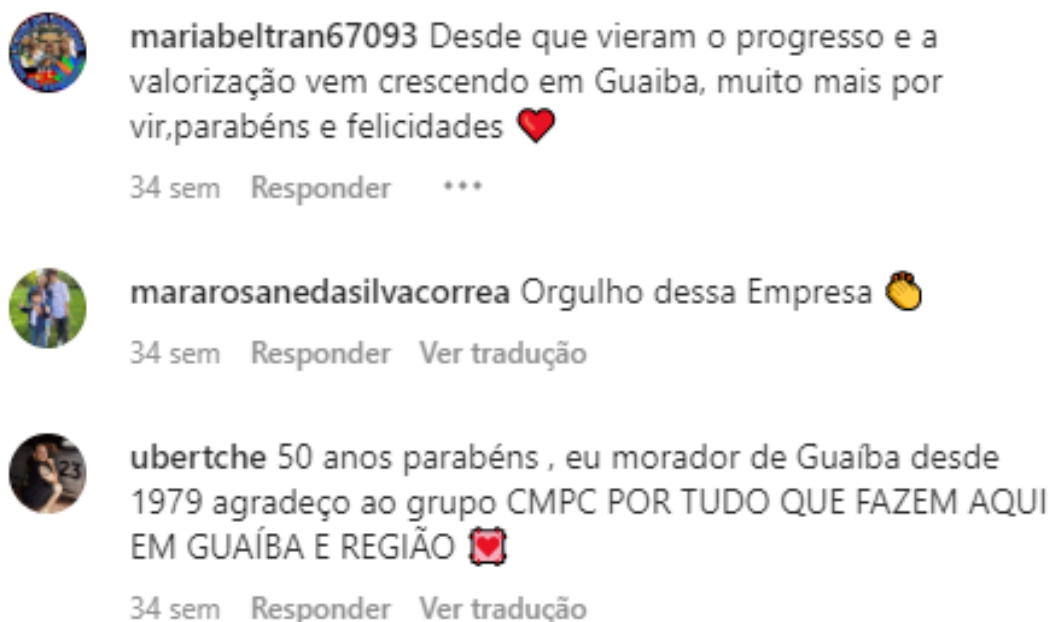 mariabeltran67093 Desde que vieram o progresso e a
valorização vem crescendo em Guaiba, muito mais por
vir,parabéns e felicidades ❤️
34 sem Responder •••
mararosanedasilvacorrea Orgulho dessa Empresa 👏
34 sem Responder Ver tradução
23
ubertche 50 anos parabéns , eu morador de Guaíba desde
1979 agradeço ao grupo CMPC POR TUDO QUE FAZEM AQUI
EM GUAÍBA E REGIÃO 💟
34 sem Responder Ver tradução